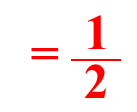 = 1/2